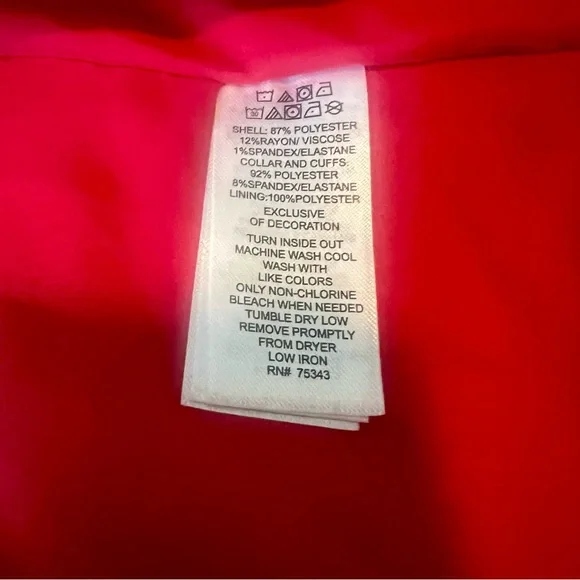 SHELL: 87% POLYESTER
12%RAYON/ VISCOSE
1%SPANDEX/ELASTANE
COLLAR AND CUFFS:
92% POLYESTER
8%SPANDEX/ELASTANE
LINING:100%POLYESTER
EXCLUSIVE
OF DECORATION
TURN INSIDE OUT
MACHINE WASH COOL
WASH WITH
LIKE COLORS
ONLY NON-CHLORINE
BLEACH WHEN NEEDED
TUMBLE DRY LOW
REMOVE PROMPTLY
FROM DRYER
LOW IRON
RN# 75343